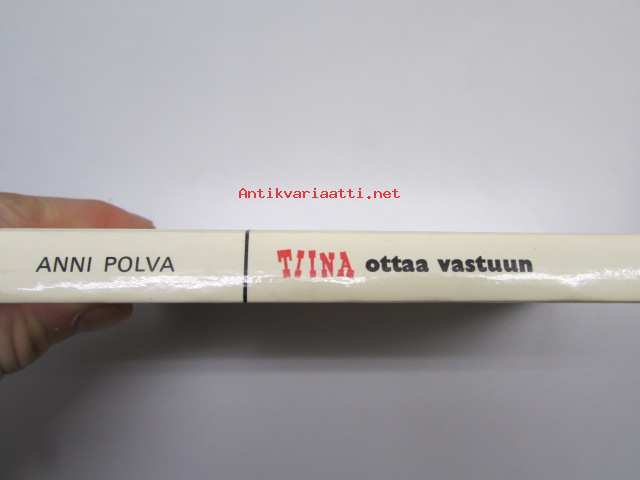 Antikvariaatti.net
ANNI POLVA TIINA ottaa vastuun